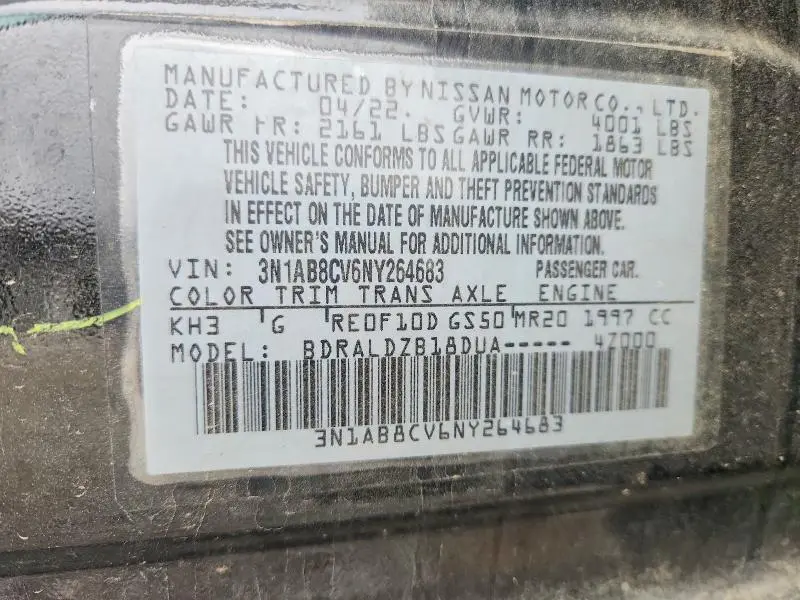 MANUFACTURED BY NISSAN MOTOR CO., LTD.
DATE: 04/22. GVWR: 4001 LBS
GAWR FR: 2161 LBS GAWR RR: 1863 LBS
THIS VEHICLE CONFORMS TO ALL APPLICABLE FEDERAL MOTOR
VEHICLE SAFETY, BUMPER AND THEFT PREVENTION STANDARDS
IN EFFECT ON THE DATE OF MANUFACTURE SHOWN ABOVE.
SEE OWNER'S MANUAL FOR ADDITIONAL INFORMATION.
VIN: 3N1AB8CV6NY264683 PASSENGER CAR.
COLOR TRIM TRANS AXLE ENGINE
KH3 G RE0F10D GS50 MR20 1997 CC
MODEL: BDRALDZB18DUA----- 4Z000
3N1AB8CV6NY264683